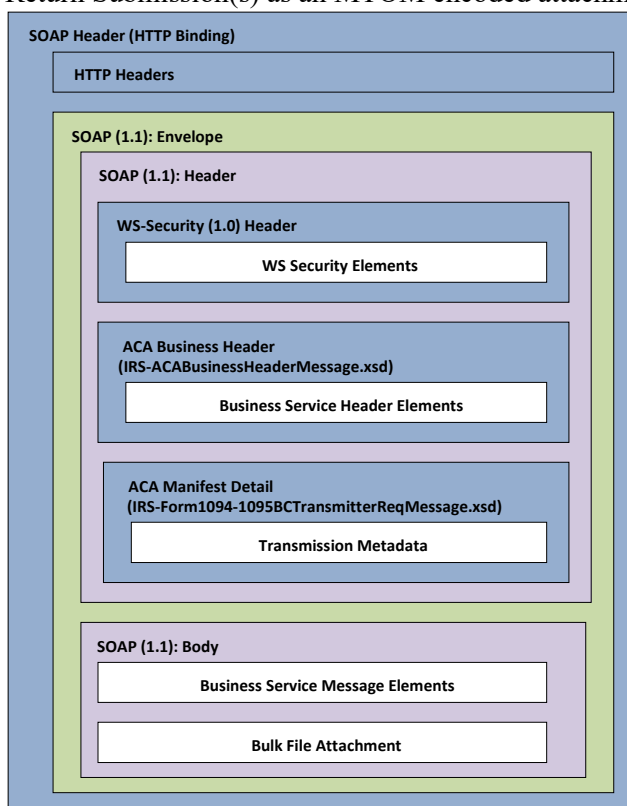 Return Submission(s) as an MTOM encoded attachm
SOAP Header (HTTP Binding)
HTTP Headers
SOAP (1.1): Envelope
SOAP (1.1): Header
WS-Security (1.0) Header
WS Security Elements
ACA Business Header
(IRS-ACABusinessHeaderMessage.xsd)
Business Service Header Elements
ACA Manifest Detail
(IRS-Form1094-1095BCTransmitterReqMessage.xsd)
Transmission Metadata
SOAP (1.1): Body
Business Service Message Elements
Bulk File Attachment